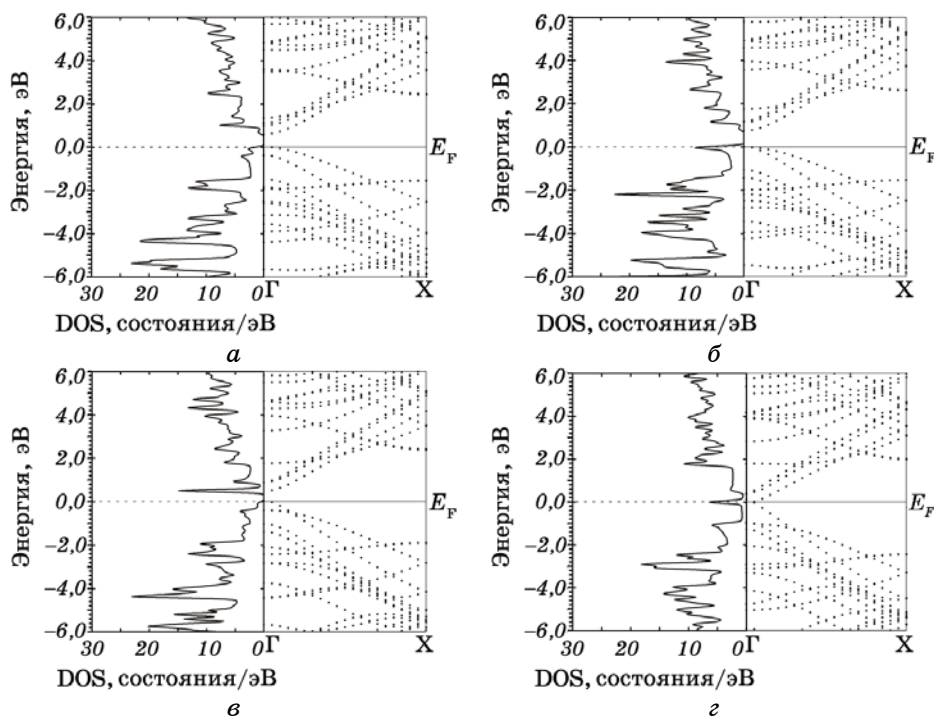 6,0
4,0
2,0
0,0
−2,0
−4,0
−6,0
Энергия, эВ
E_F
30 20 10 0 Γ X
DOS, состояния/эВ
а
6,0
4,0
2,0
0,0
−2,0
−4,0
−6,0
Энергия, эВ
E_F
30 20 10 0 Γ X
DOS, состояния/эВ
б
6,0
4,0
2,0
0,0
−2,0
−4,0
−6,0
Энергия, эВ
E_F
30 20 10 0 Γ X
DOS, состояния/эВ
в
6,0
4,0
2,0
0,0
−2,0
−4,0
−6,0
Энергия, эВ
E_F
30 20 10 0 Γ X
DOS, состояния/эВ
г